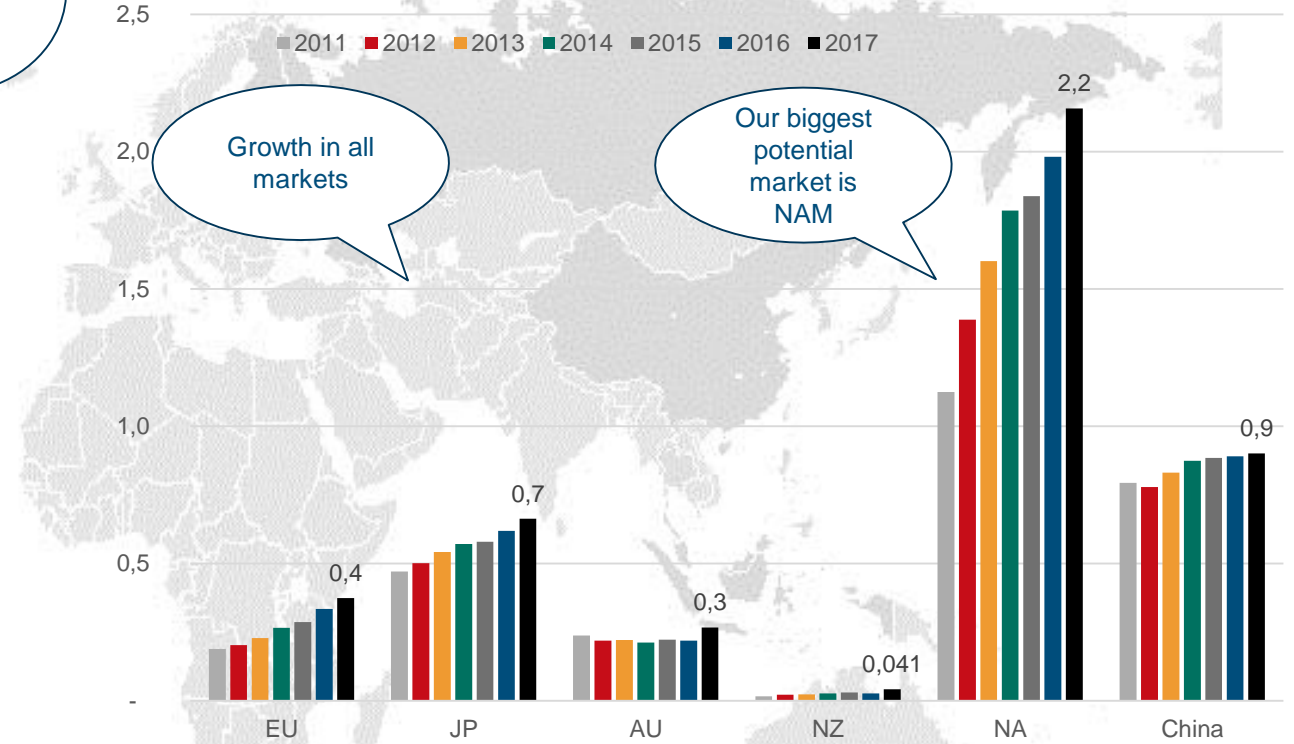 2,5
2011 2012 2013 2014 2015 2016 2017
2,2
Growth in all
markets
Our biggest
potential
market is
NAM
2,0
1,5
1,0
0,9
0,7
0,5
0,4
0,3
0,041
-
EU JP AU NZ NA China